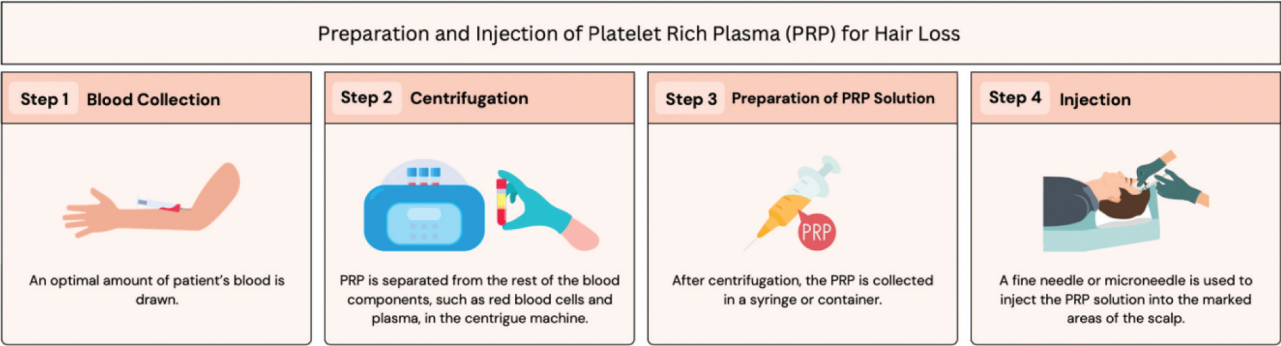 Preparation and Injection of Platelet Rich Plasma (PRP) for Hair Loss
Step 1 Blood Collection
An optimal amount of patient's blood is
drawn.
Step 2 Centrifugation
PRP is separated from the rest of the blood
components, such as red blood cells and
plasma, in the centrigue machine.
Step 3 Preparation of PRP Solution
PRP
After centrifugation, the PRP is collected
in a syringe or container.
Step 4 Injection
A fine needle or microneedle is used to
inject the PRP solution into the marked
areas of the scalp.